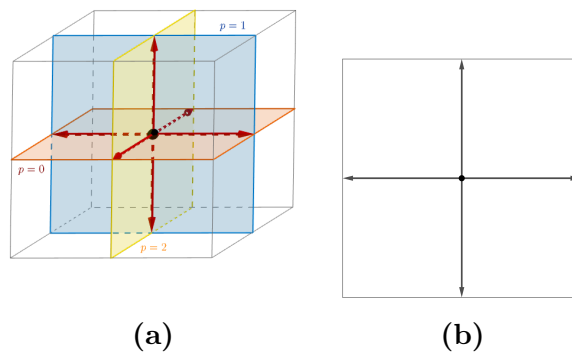 p = 1
p = 0
p = 2
(a)
(b)